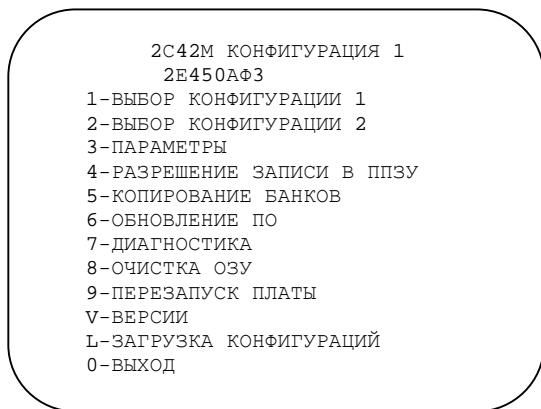 2С42М КОНФИГУРАЦИЯ 1
2Е450АФ3
1-ВЫБОР КОНФИГУРАЦИИ 1
2-ВЫБОР КОНФИГУРАЦИИ 2
3-ПАРАМЕТРЫ
4-РАЗРЕШЕНИЕ ЗАПИСИ В ППЗУ
5-КОПИРОВАНИЕ БАНКОВ
6-ОБНОВЛЕНИЕ ПО
7-ДИАГНОСТИКА
8-ОЧИСТКА ОЗУ
9-ПЕРЕЗАПУСК ПЛАТЫ
V-ВЕРСИИ
L-ЗАГРУЗКА КОНФИГУРАЦИЙ
0-ВЫХОД